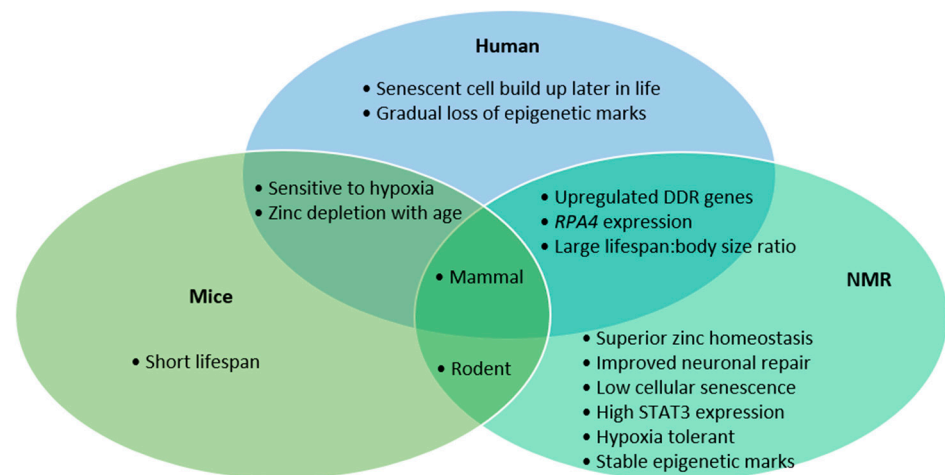 Human
• Senescent cell build up later in life
• Gradual loss of epigenetic marks
• Sensitive to hypoxia
• Zinc depletion with age
• Upregulated DDR genes
• RPA4 expression
• Large lifespan:body size ratio
• Mammal
Mice
NMR
• Short lifespan
• Rodent
• Superior zinc homeostasis
• Improved neuronal repair
• Low cellular senescence
• High STAT3 expression
• Hypoxia tolerant
• Stable epigenetic marks